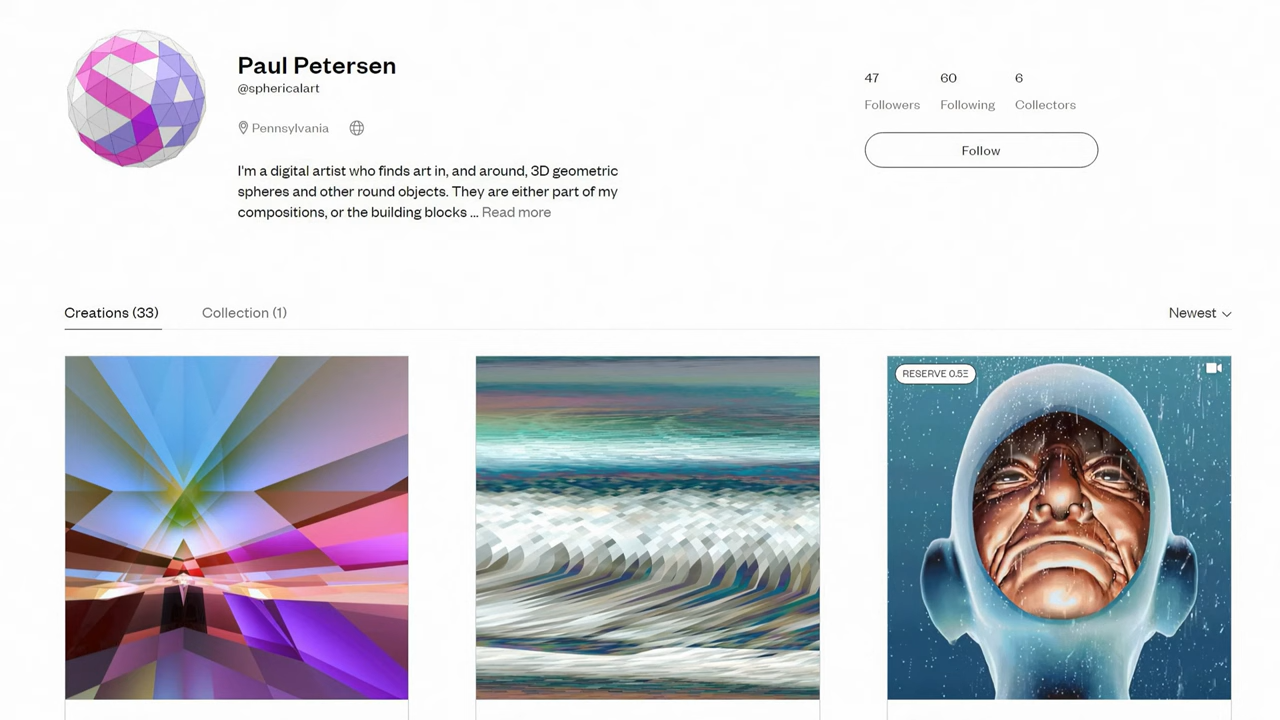 Paul Petersen
@sphericalart
Pennsylvania
I'm a digital artist who finds art in, and around, 3D geometric
spheres and other round objects. They are either part of my
compositions, or the building blocks ... Read more
47 60 6
Followers Following Collectors
Follow
Creations (33) Collection (1) Newest
RESERVE 0.5Ξ